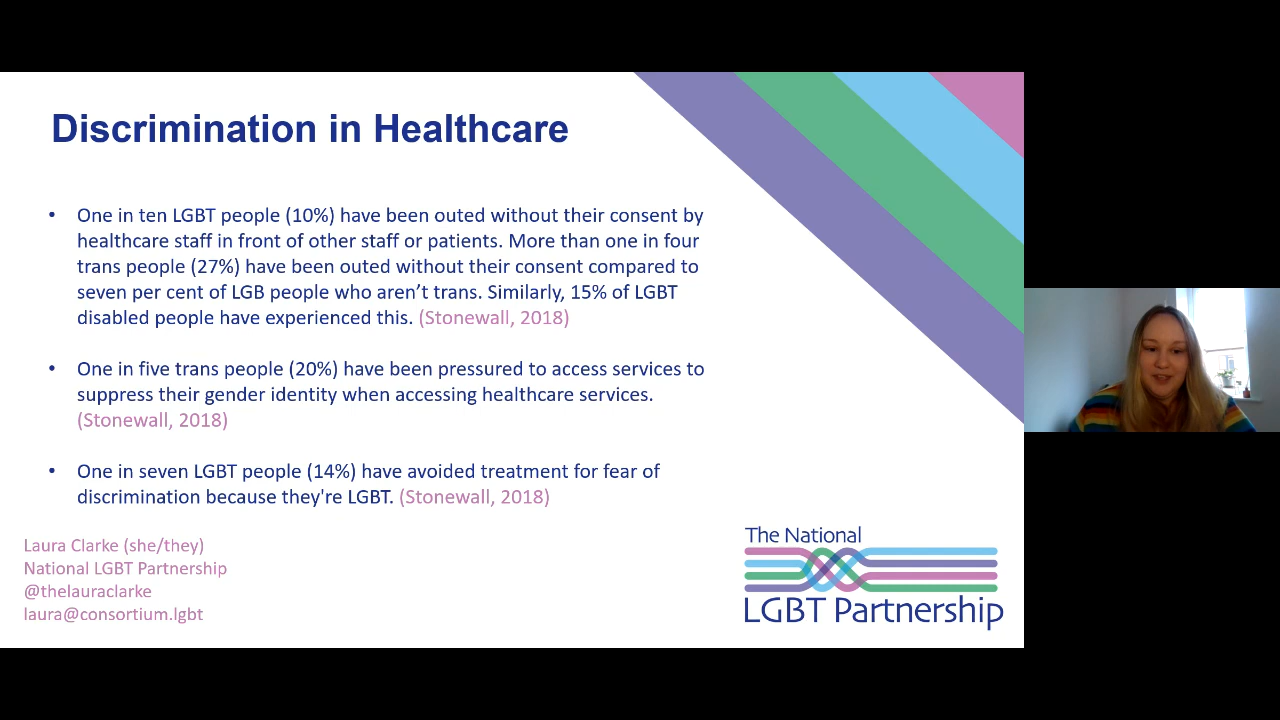 Discrimination in Healthcare
• One in ten LGBT people (10%) have been outed without their consent by
healthcare staff in front of other staff or patients. More than one in four
trans people (27%) have been outed without their consent compared to
seven per cent of LGB people who aren’t trans. Similarly, 15% of LGBT
disabled people have experienced this. (Stonewall, 2018)
• One in five trans people (20%) have been pressured to access services to
suppress their gender identity when accessing healthcare services.
(Stonewall, 2018)
• One in seven LGBT people (14%) have avoided treatment for fear of
discrimination because they're LGBT. (Stonewall, 2018)
Laura Clarke (she/they)
National LGBT Partnership
@thelauraclarke
laura@consortium.lgbt
The National
LGBT Partnership